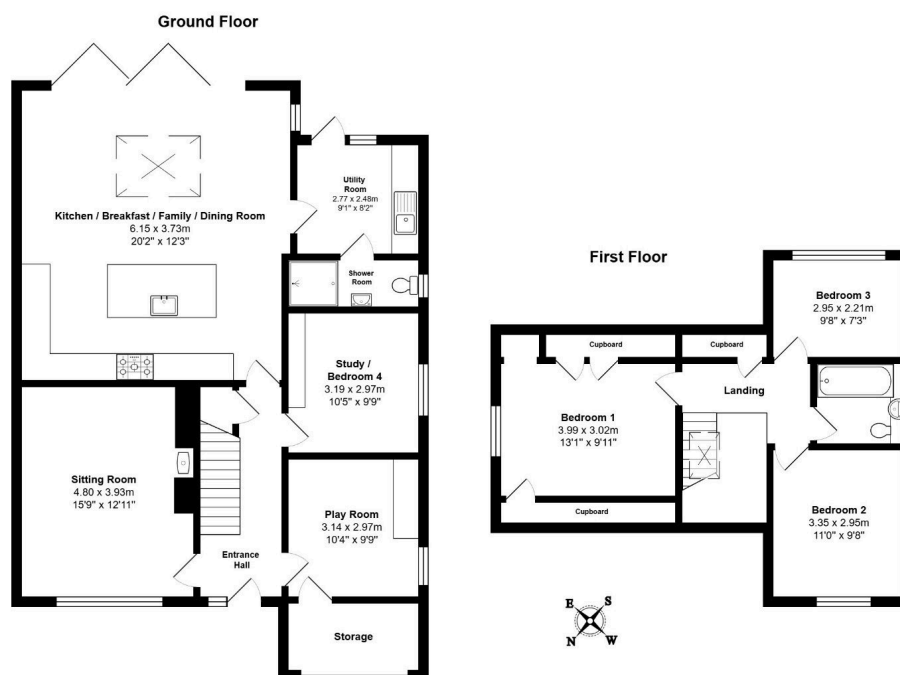 Ground Floor
Kitchen / Breakfast / Family / Dining Room
6.15 x 3.73m
20'2" x 12'3"
Utility
Room
2.77 x 2.48m
9'1" x 8'2"
Shower
Room
Study /
Bedroom 4
3.19 x 2.97m
10'5" x 9'9"
Sitting Room
4.80 x 3.93m
15'9" x 12'11"
Play Room
3.14 x 2.97m
10'4" x 9'9"
Entrance
Hall
Storage
First Floor
Bedroom 3
2.95 x 2.21m
9'8" x 7'3"
Cupboard
Cupboard
Landing
Bedroom 1
3.99 x 3.02m
13'1" x 9'11"
Cupboard
Bedroom 2
3.35 x 2.95m
11'0" x 9'8"
E S
N W